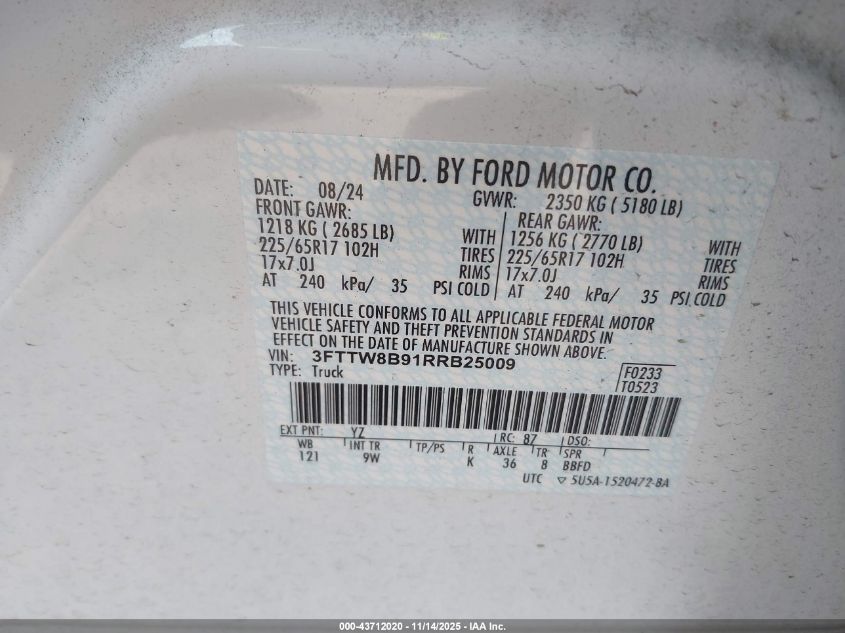 MFD. BY FORD MOTOR CO.
DATE: 08/24 GVWR: 2350 KG ( 5180 LB)
FRONT GAWR: REAR GAWR:
1218 KG ( 2685 LB) WITH 1256 KG ( 2770 LB) WITH
225/65R17 102H TIRES 225/65R17 102H TIRES
17x7.0J RIMS 17x7.0J RIMS
AT 240 kPa/ 35 PSI COLD AT 240 kPa/ 35 PSI COLD
THIS VEHICLE CONFORMS TO ALL APPLICABLE FEDERAL MOTOR
VEHICLE SAFETY AND THEFT PREVENTION STANDARDS IN
EFFECT ON THE DATE OF MANUFACTURE SHOWN ABOVE.
VIN: 3FTTW8B91RRB25009
TYPE: Truck F0233
T0523
EXT PNT: YZ RC: 87 DSO:
WB INT TR TP/PS R AXLE TR SPR
121 9W K 36 8 BBFD
UTC ▽ 5U5A-1520472-BA
000-43712020 - 11/14/2025 - IAA Inc.